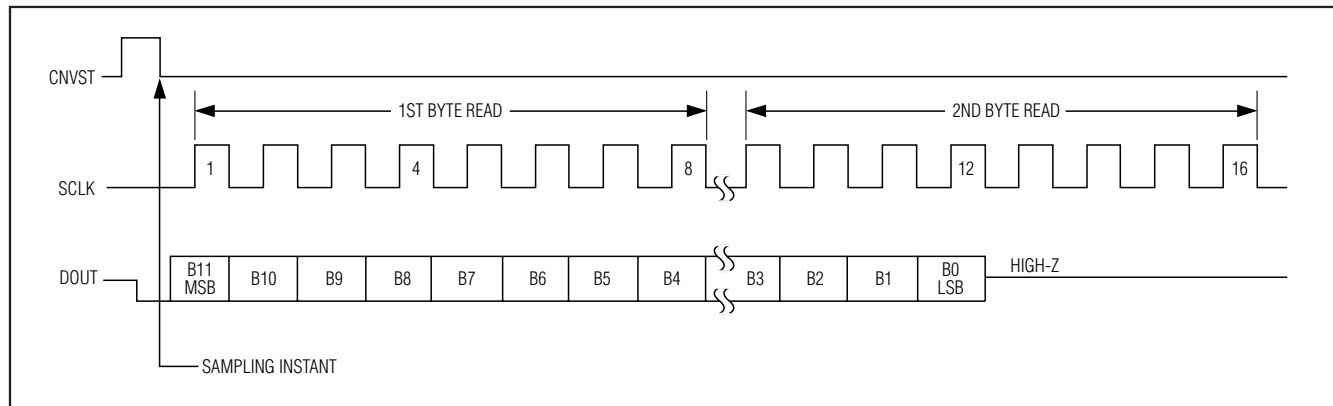 CNVST
1ST BYTE READ
2ND BYTE READ
1
4
8
12
16
SCLK
DOUT
B11
MSB
B10
B9
B8
B7
B6
B5
B4
B3
B2
B1
B0
LSB
HIGH-Z
SAMPLING INSTANT